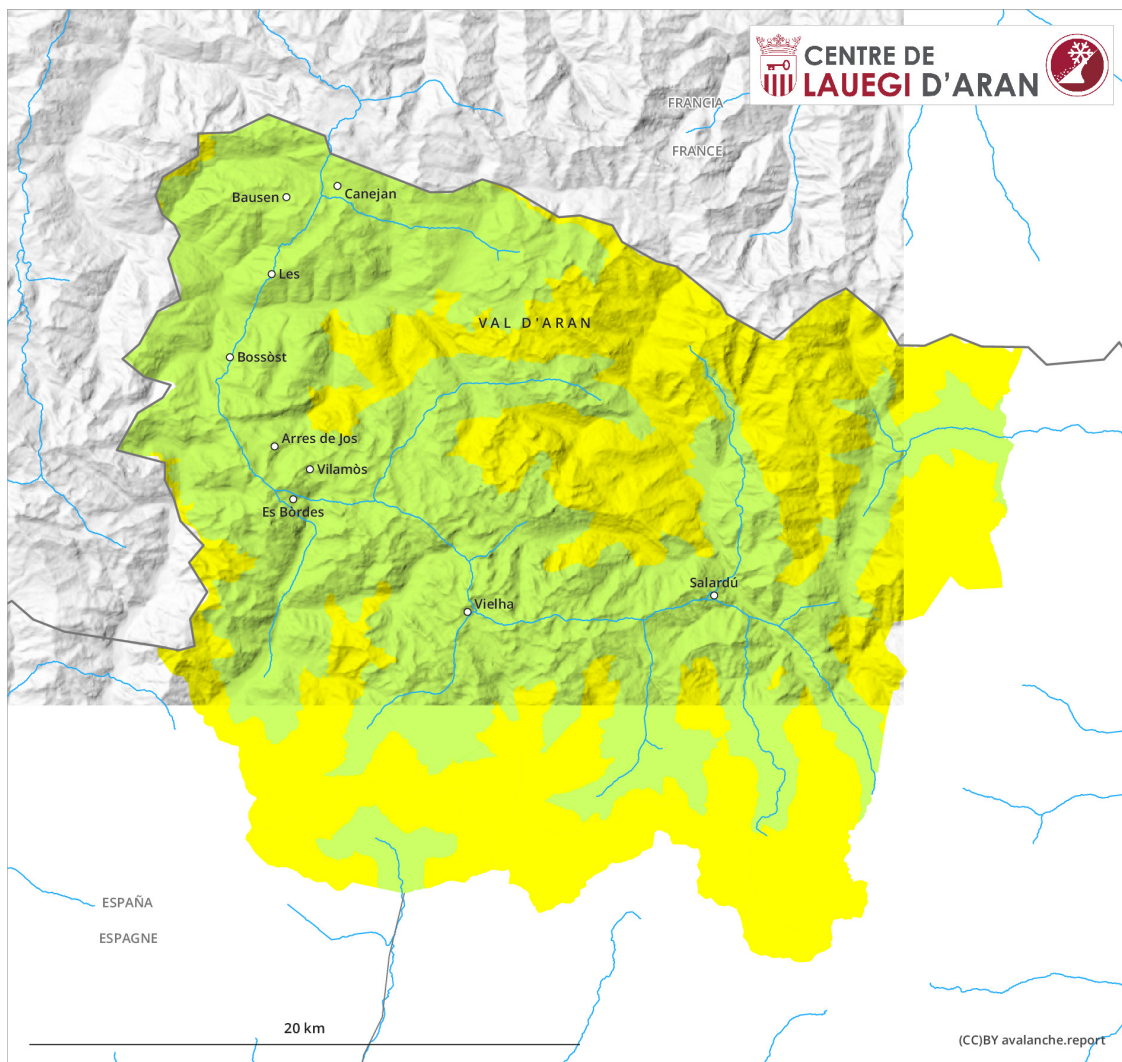 CENTRE DE
LAUEGI D'ARAN
FRANCIA
FRANCE
Bausen
Canejan
Les
VAL D'ARAN
Bossòst
Arres de Jos
Vilamòs
Es Bòrdes
Salardú
Vielha
ESPAÑA
ESPAGNE
20 km
(CC)BY avalanche.report